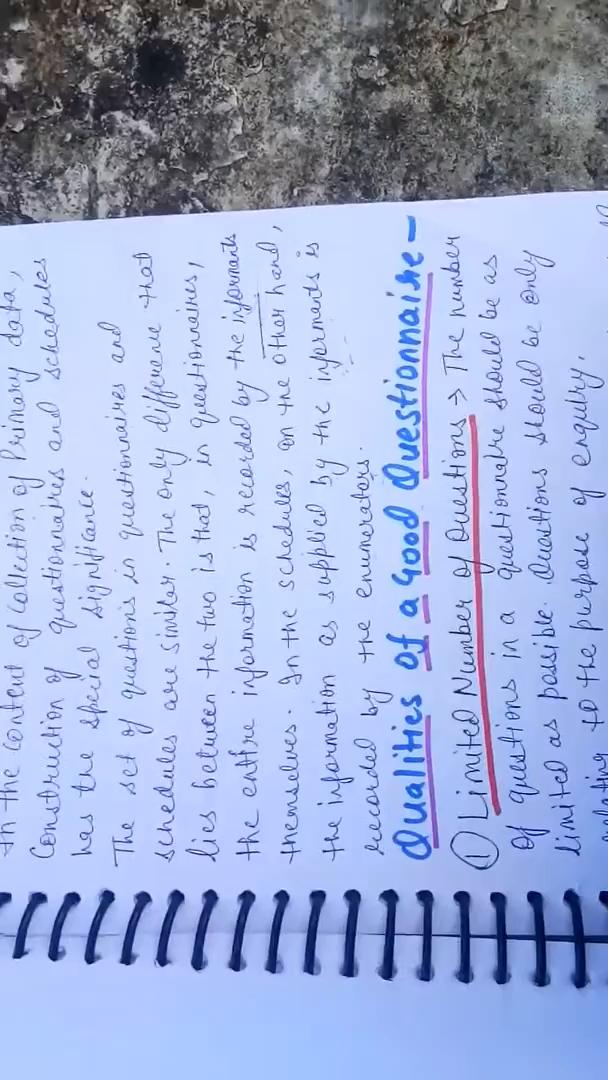 In the content of Collection of Primary data,
Construction of questionnaires and schedules
has the special significance.
The set of questions in questionnaires and
schedules are similar. The only difference that
lies between the two is that, in questionnaires,
the entire information is recorded by the informants
themselves. In the schedules, on the other hand,
the information as supplied by the informants is
recorded by the enumerators.
Qualities of a Good Questionnaire -
① Limited Number of Questions → The number
of questions in a questionnaire should be as
limited as possible. Questions should be only
to the purpose of enquiry.